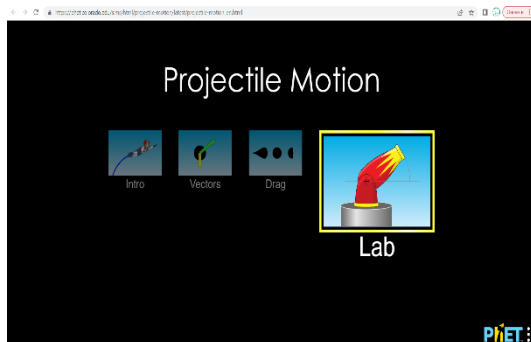 Projectile Motion
Intro
Vectors
Drag
Lab
PhET